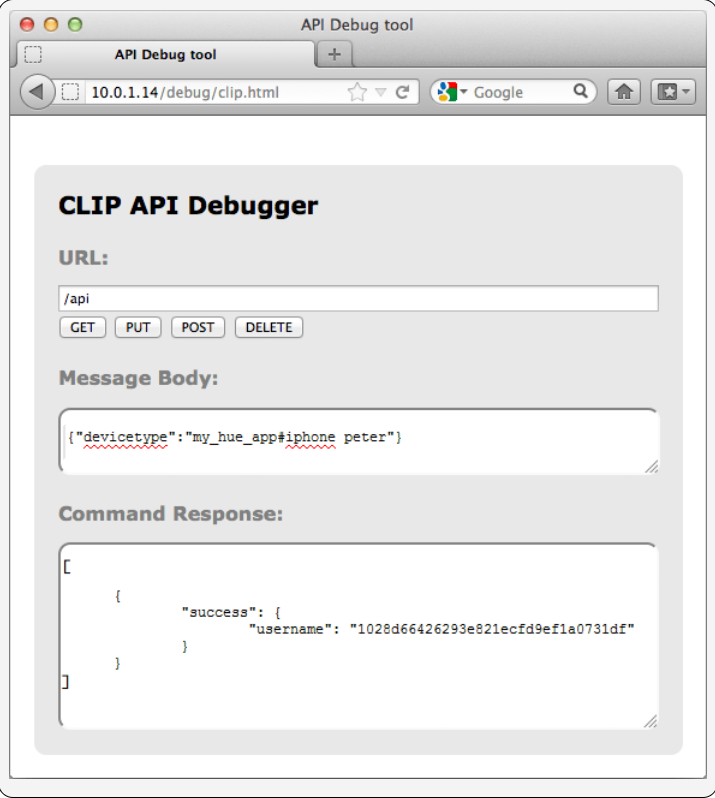 API Debug tool
API Debug tool
10.0.1.14/debug/clip.html
Google
CLIP API Debugger
URL:
/api
GET PUT POST DELETE
Message Body:
{"devicetype":"my_hue_app#iphone peter"}
Command Response:
[
{
"success": {
"username": "1028d66426293e821ecfd9ef1a0731df"
}
}
]